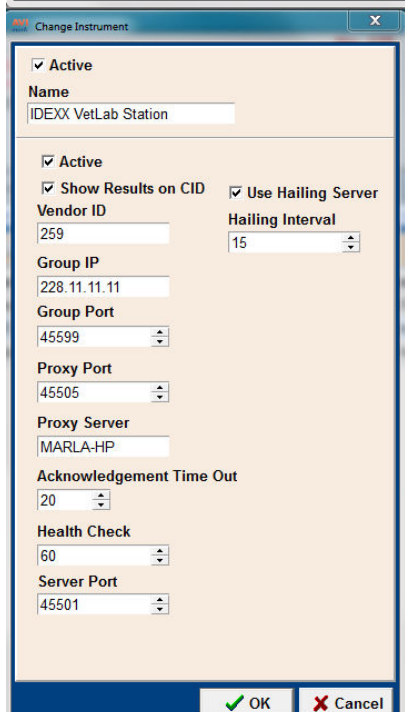 Change Instrument
X
Active
Name
IDEXX VetLab Station
Active
Show Results on CID
Use Hailing Server
Vendor ID
Hailing Interval
259
15
Group IP
228.11.11.11
Group Port
45599
Proxy Port
45505
Proxy Server
MARLA-HP
Acknowledgement Time Out
20
Health Check
60
Server Port
45501
OK
Cancel